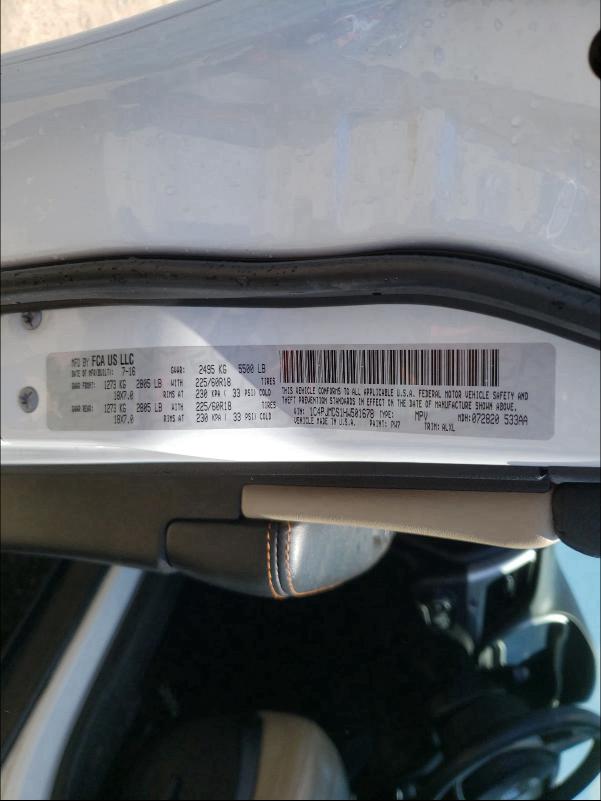 MFD BY FCA US LLC
DATE OF MFR(BUILT): 7-16 GVWR: 2495 KG 5500 LB
GAWR FRONT: 1273 KG 2805 LB WITH 225/60R18 TIRES
18X7.0 RIMS AT 230 KPA ( 33 PSI) COLD
GAWR REAR: 1273 KG 2805 LB WITH 225/60R18 TIRES
18X7.0 RIMS AT 230 KPA ( 33 PSI) COLD
THIS VEHICLE CONFORMS TO ALL APPLICABLE U.S.A. FEDERAL MOTOR VEHICLE SAFETY AND
THEFT PREVENTION STANDARDS IN EFFECT ON THE DATE OF MANUFACTURE SHOWN ABOVE.
VIN: 1C4PJMCS1HW501678 TYPE: MPV MDH: 072820 533AA
VEHICLE MADE IN U.S.A. PAINT: PW7 TRIM: ALXL